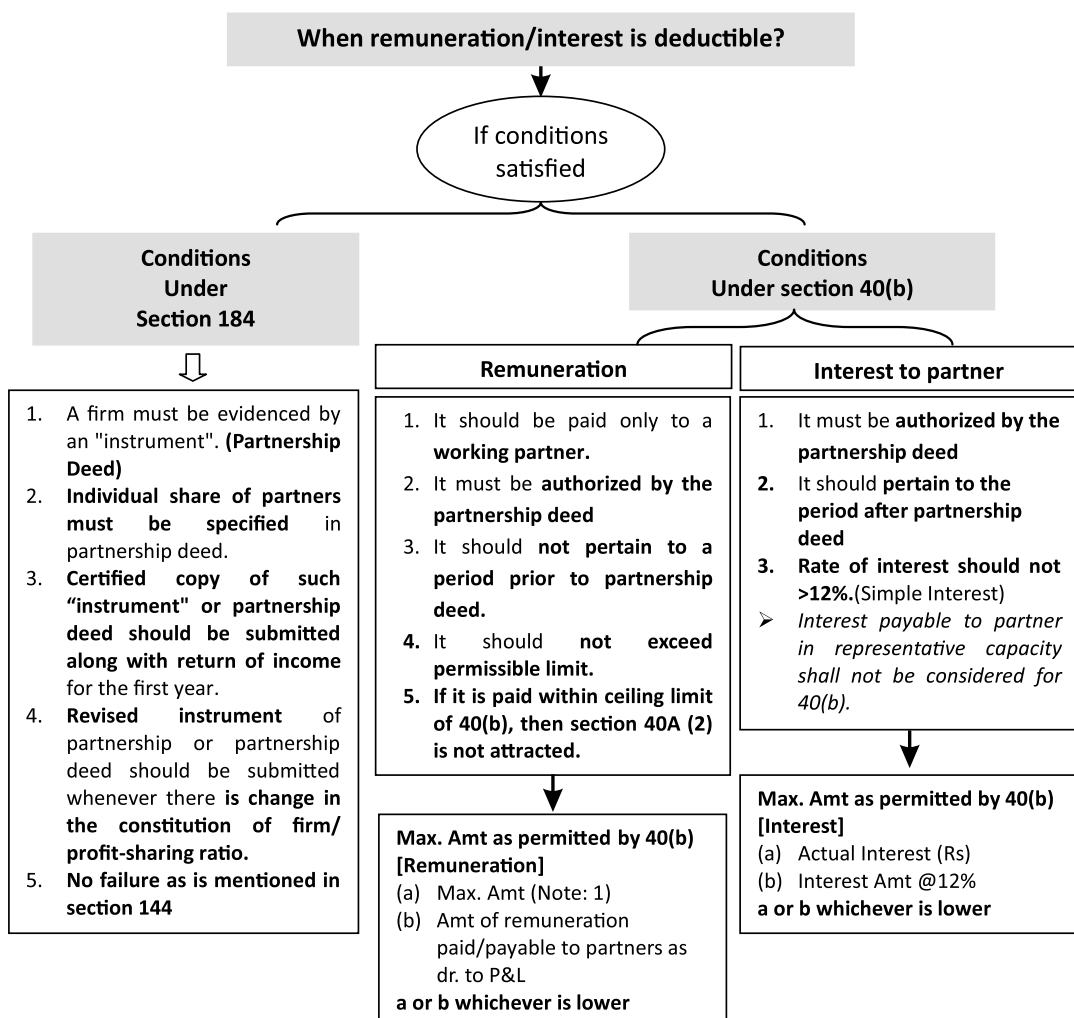 When remuneration/interest is deductible?
If conditions
satisfied
Conditions
Under
Section 184
Conditions
Under section 40(b)
1. A firm must be evidenced by
an "instrument". (Partnership
Deed)
2. Individual share of partners
must be specified in
partnership deed.
3. Certified copy of such
“instrument" or partnership
deed should be submitted
along with return of income
for the first year.
4. Revised instrument of
partnership or partnership
deed should be submitted
whenever there is change in
the constitution of firm/
profit-sharing ratio.
5. No failure as is mentioned in
section 144
Remuneration
1. It should be paid only to a
working partner.
2. It must be authorized by the
partnership deed
3. It should not pertain to a
period prior to partnership
deed.
4. It should not exceed
permissible limit.
5. If it is paid within ceiling limit
of 40(b), then section 40A (2)
is not attracted.
Max. Amt as permitted by 40(b)
[Remuneration]
(a) Max. Amt (Note: 1)
(b) Amt of remuneration
paid/payable to partners as
dr. to P&L
a or b whichever is lower
Interest to partner
1. It must be authorized by the
partnership deed
2. It should pertain to the
period after partnership
deed
3. Rate of interest should not
>12%.(Simple Interest)
➢ Interest payable to partner
in representative capacity
shall not be considered for
40(b).
Max. Amt as permitted by 40(b)
[Interest]
(a) Actual Interest (Rs)
(b) Interest Amt @12%
a or b whichever is lower